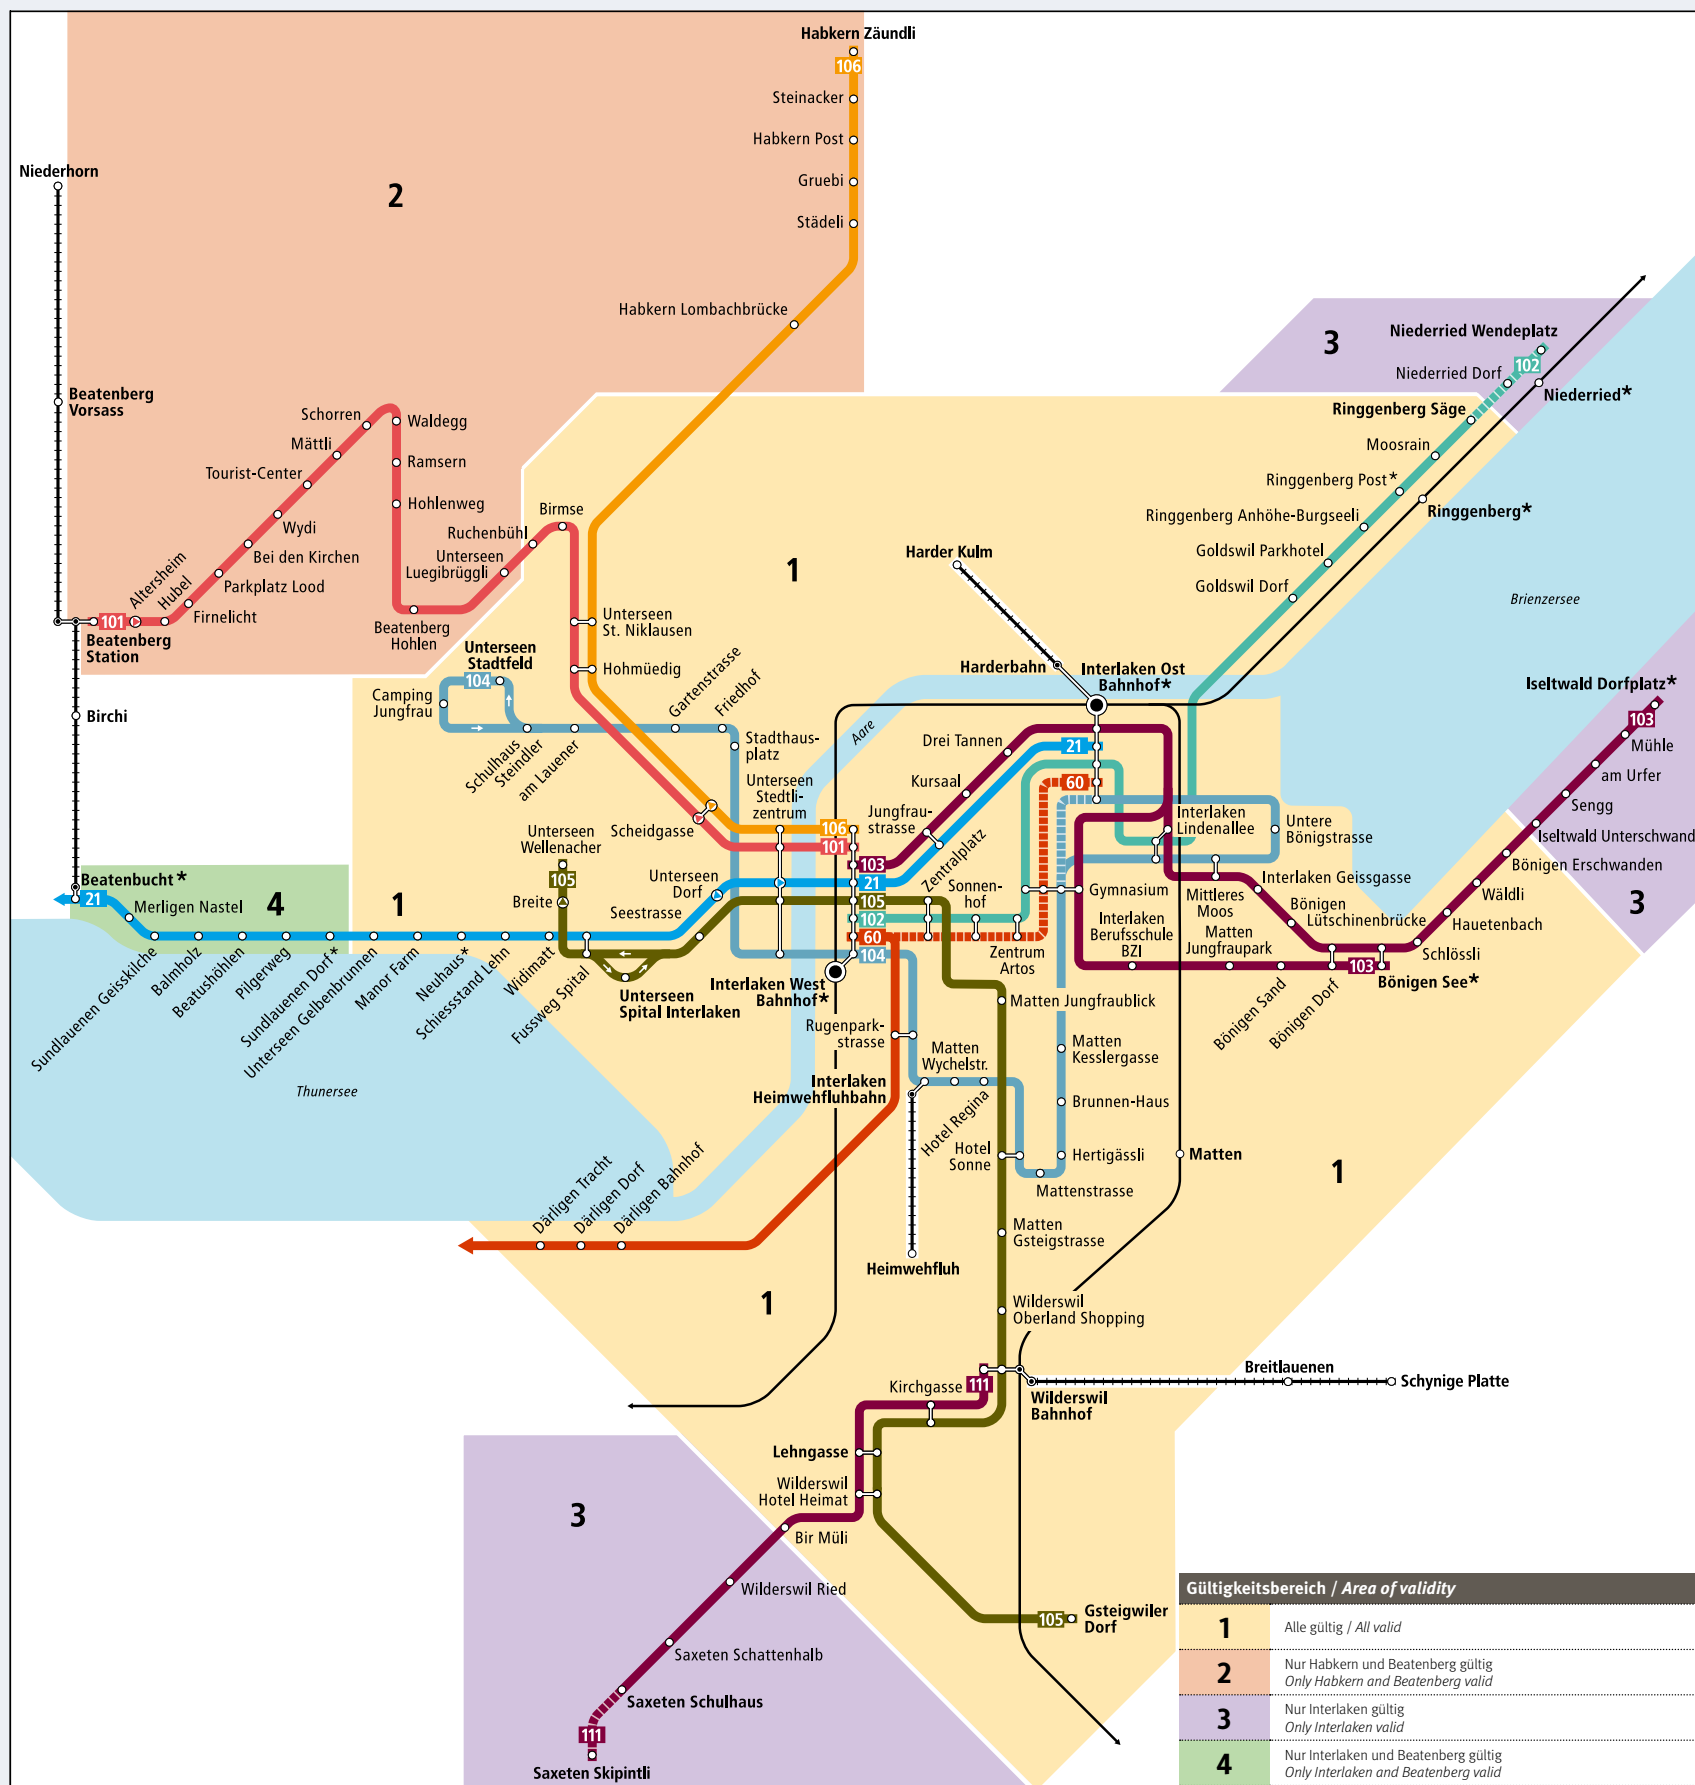 Habkern Zäundli
106
Steinacker
Habkern Post
Gruebi
Städeli
Habkern Lombachbrücke
Niederhorn
2
Beatenberg
Vorsass
Schorren
Waldegg
Mättli
Ramsern
Tourist-Center
Hohlenweg
Wydi
Bei den Kirchen
Parkplatz Lood
Altersheim
Hubel
Firnelicht
101
Beatenberg
Station
Birmse
Ruchenbühl
Unterseen
Luegibrüggli
Beatenberg
Hohlen
3
Niederried Wendeplatz
102
Niederried Dorf
Niederried*
Ringgenberg Säge
Moosrain
Ringgenberg Post*
Ringgenberg*
Ringgenberg Anhöhe-Burgseeli
Goldswil Parkhotel
Goldswil Dorf
Brienzersee
1
Harder Kulm
Harderbahn
Interlaken Ost
Bahnhof*
Unterseen
St. Niklausen
Hohmüedig
Unterseen
Stadtfeld
104
Camping
Jungfrau
Schulhaus
Steindler
am Lauener
Gartenstrasse
Friedhof
Stadthaus-
platz
Aare
Birchi
Iseltwald Dorfplatz*
103
Mühle
am Urfer
Sengg
Iseltwald Unterschwand
Bönigen Erschwanden
Wäldli
Hauetenbach
Schlössli
3
Drei Tannen
21
Kursaal
60
Jungfrau-
strasse
Zentralplatz
Unterseen
Stedtli-
zentrum
Scheidgasse
Unterseen
Wellenacher
105
Breite
Unterseen
Dorf
Seestrasse
106
101
103
21
105
102
60
104
Sonnen-
hof
Zentrum
Artos
Gymnasium
Interlaken
Lindenallee
Untere
Bönigstrasse
Mittleres
Moos
Interlaken Geissgasse
Bönigen
Lütschinenbrücke
Interlaken
Berufsschule
BZI
Matten
Jungfraupark
Bönigen Sand
Bönigen Dorf
103
Bönigen See*
Beatenbucht*
21
Merligen Nastel
4
1
Sundlauenen Geisskilche
Balmholz
Beatushöhlen
Pilgerweg
Sundlauenen Dorf*
Unterseen Gelbenbrunnen
Manor Farm
Neuhaus*
Schiesstand Lehn
Widimatt
Fussweg Spital
Unterseen
Spital Interlaken
Interlaken West
Bahnhof*
Thunersee
Rugenpark-
strasse
Interlaken
Heimwehfluhbahn
Matten
Wychelstr.
Hotel Regina
Matten Jungfraublick
Matten
Kesslergasse
Brunnen-Haus
Hotel
Sonne
Hertigässli
Mattenstrasse
Matten
1
Matten
Gsteigstrasse
Heimwehfluh
Därligen Tracht
Därligen Dorf
Därligen Bahnhof
1
Wilderswil
Oberland Shopping
Kirchgasse
111
Wilderswil
Bahnhof
Breitlauenen
Schynige Platte
Lehngasse
Wilderswil
Hotel Heimat
Bir Müli
3
Wilderswil Ried
Saxeten Schattenhalb
Saxeten Schulhaus
111
Saxeten Skipintli
105
Gsteigwiler
Dorf
Gültigkeitsbereich / Area of validity
1 Alle gültig / All valid
2 Nur Habkern und Beatenberg gültig
Only Habkern and Beatenberg valid
3 Nur Interlaken gültig
Only Interlaken valid
4 Nur Interlaken und Beatenberg gültig
Only Interlaken and Beatenberg valid